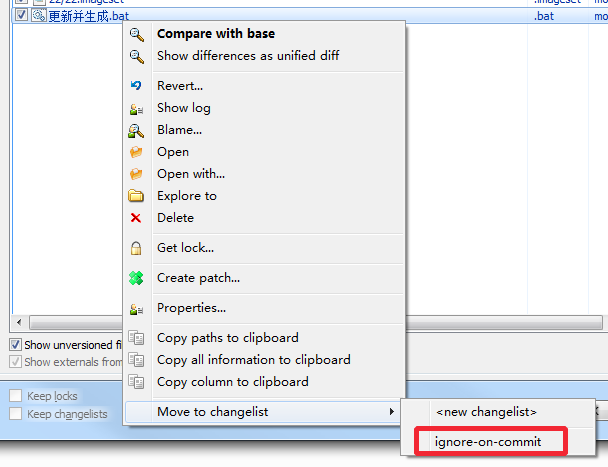 22/22.imageset .imageset mo
更新并生成.bat .bat mo
Compare with base
Show differences as unified diff
Revert...
Show log
Blame...
Open
Open with...
Explore to
Delete
Get lock...
Create patch...
Properties...
Copy paths to clipboard
Copy all information to clipboard
Copy column to clipboard
Move to changelist
Show unversioned fi
Show externals from
Keep locks
Keep changelists
<new changelist>
ignore-on-commit